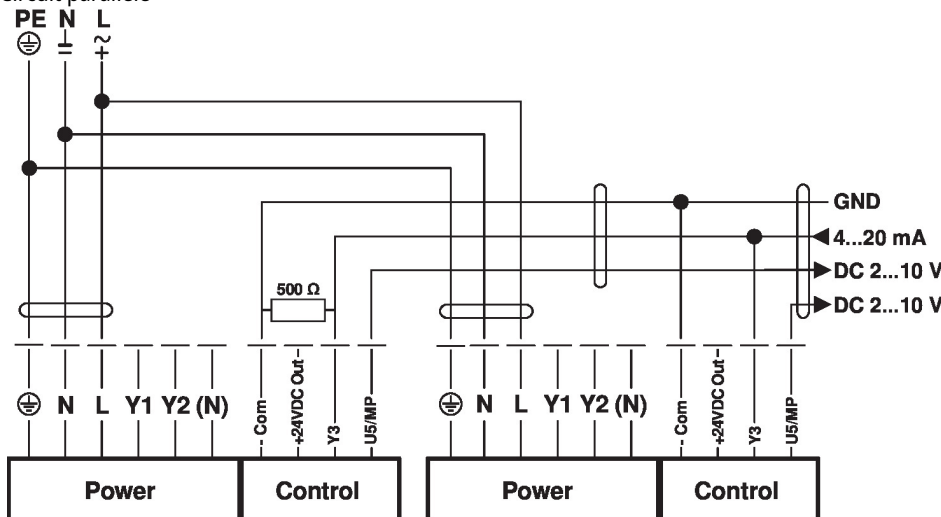 PE N L
GND
4...20 mA
DC 2...10 V
500 Ω
DC 2...10 V
N L Y1 Y2 (N)
- Com
+24VDC Out
Y3
U5/MP
N L Y1 Y2 (N)
- Com
+24VDC Out
Y3
U5/MP
Power
Control
Power
Control